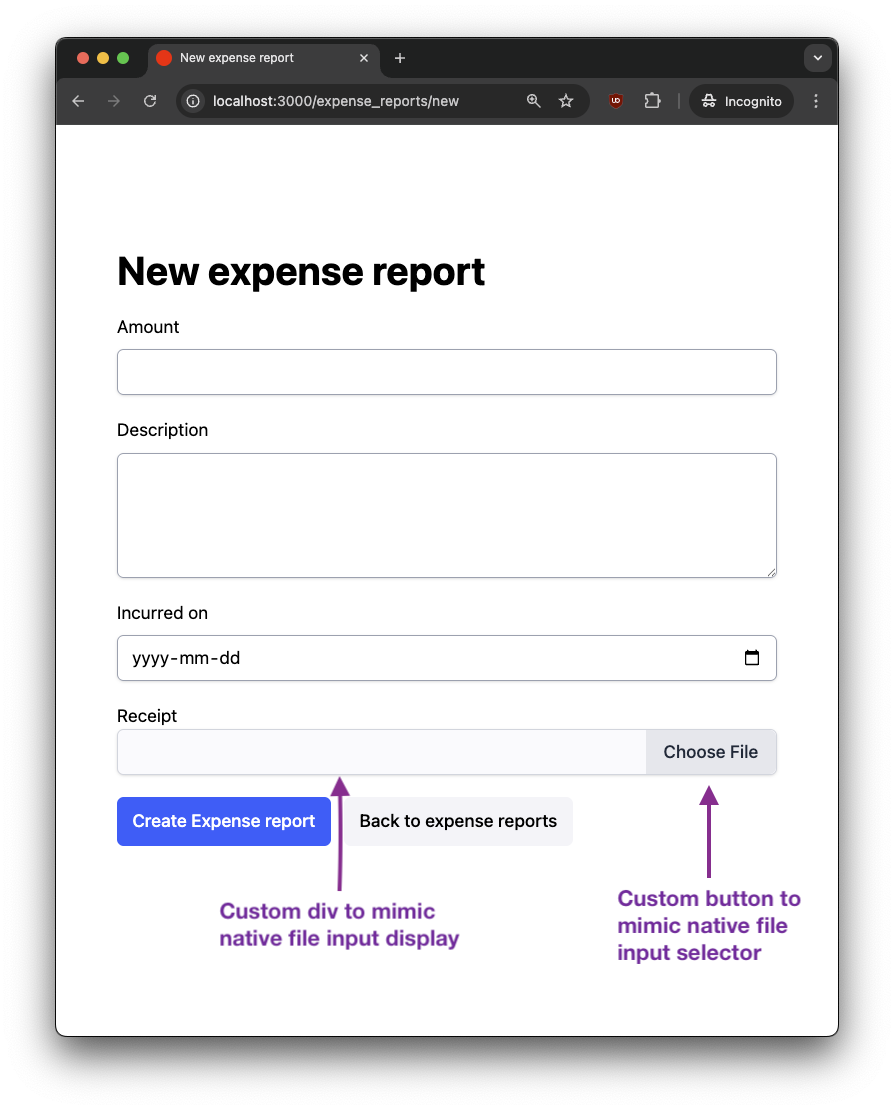 New expense report
localhost:3000/expense_reports/new
UO
Incognito
New expense report
Amount
Description
Incurred on
yyyy-mm-dd
Receipt
Choose File
Create Expense report
Back to expense reports
Custom div to mimic
native file input display
Custom button to
mimic native file
input selector